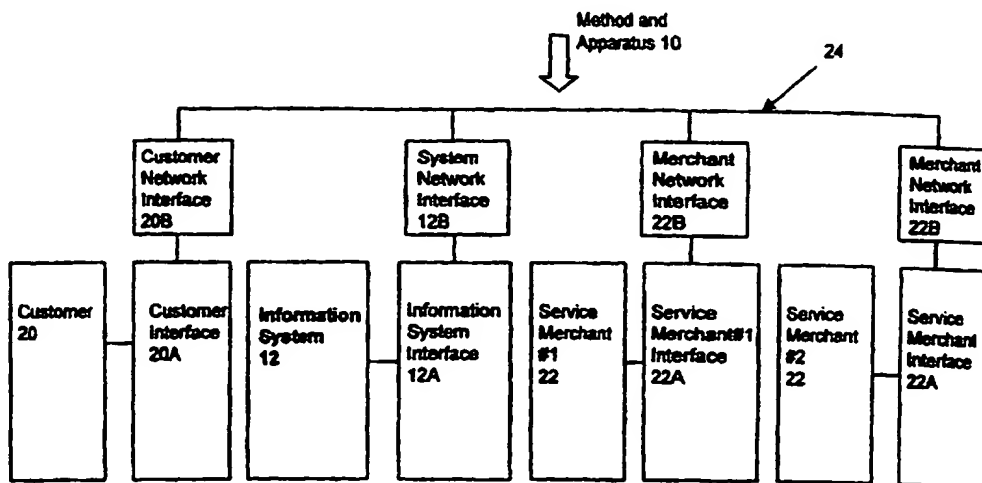 Method and
Apparatus 10
24
Customer
Network
Interface
20B
System
Network
Interface
12B
Merchant
Network
Interface
22B
Merchant
Network
Interface
22B
Customer
20
Customer
Interface
20A
Information
System
12
Information
System
Interface
12A
Service
Merchant
#1
22
Service
Merchant#1
Interface
22A
Service
Merchant
#2
22
Service
Merchant
Interface
22A